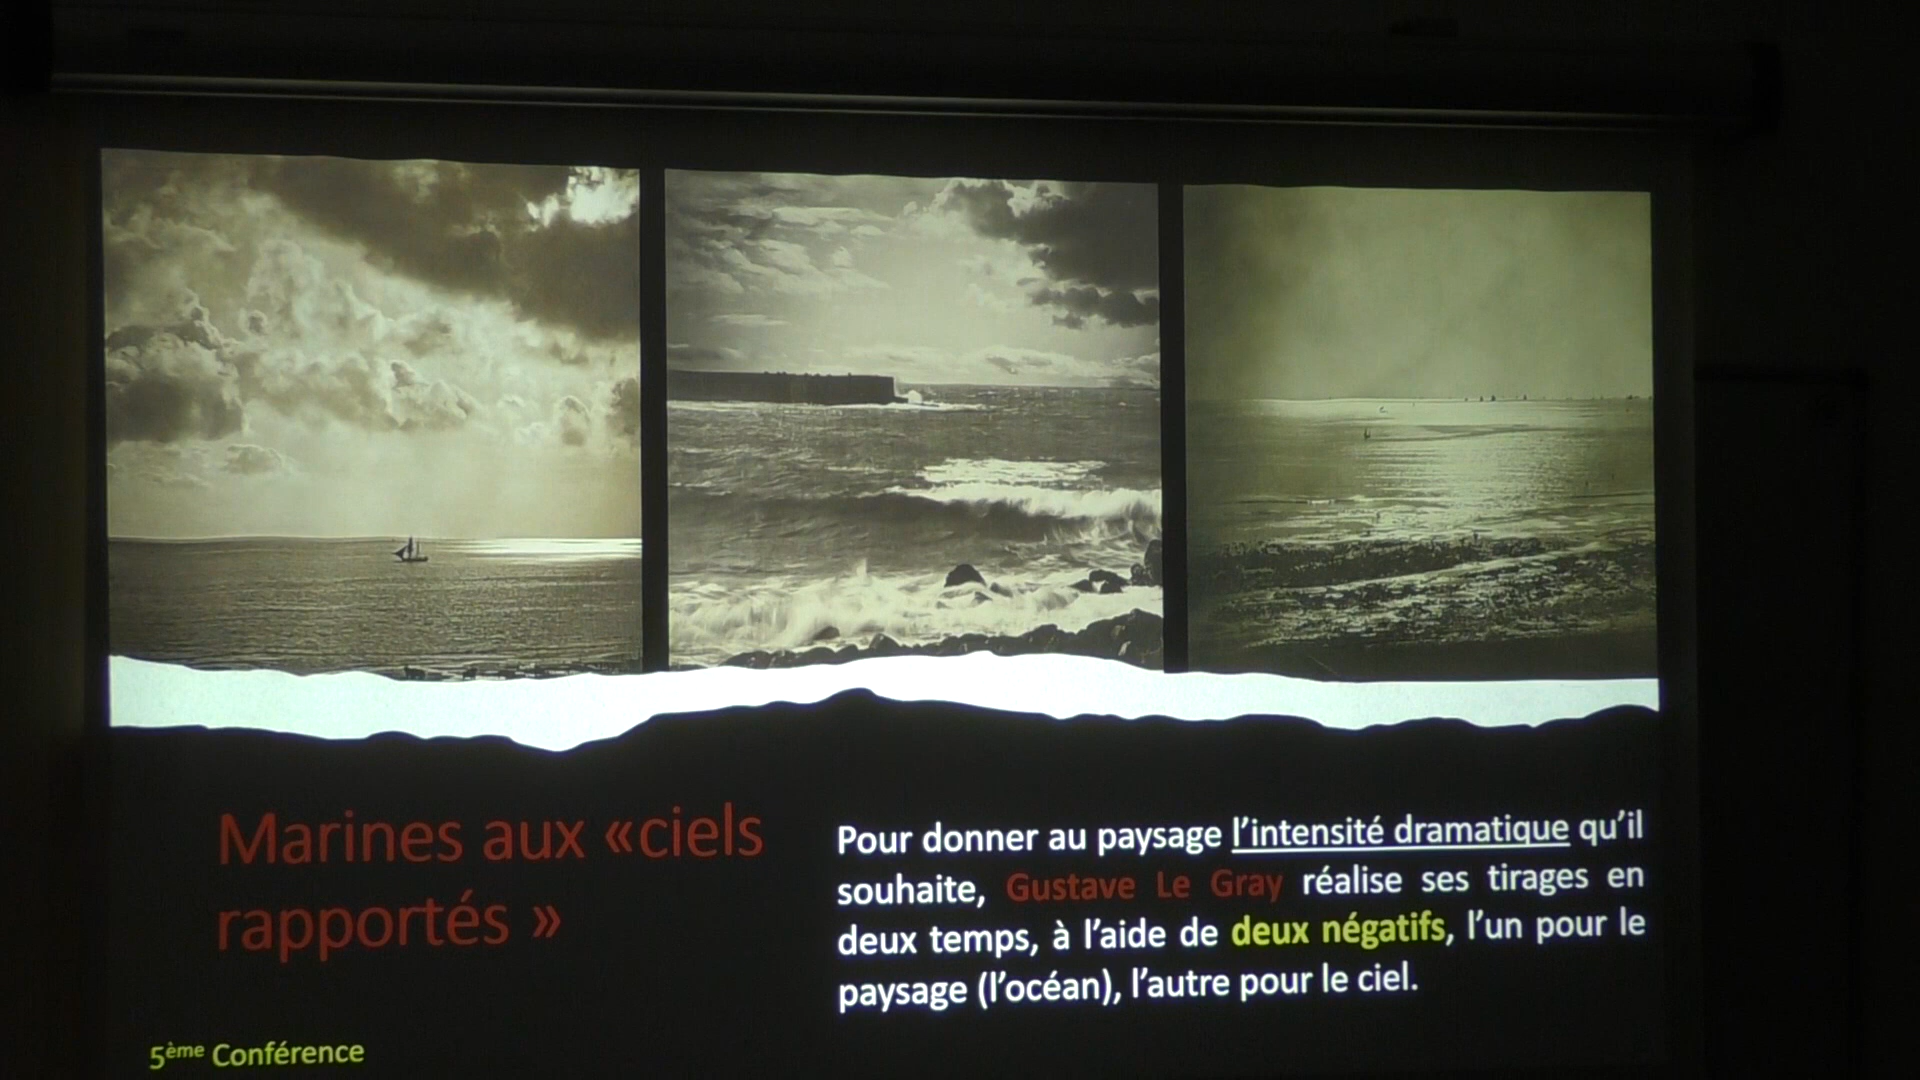 Marines aux «ciels
rapportés »
Pour donner au paysage l’intensité dramatique qu’il
souhaite, Gustave Le Gray réalise ses tirages en
deux temps, à l’aide de deux négatifs, l’un pour le
paysage (l’océan), l’autre pour le ciel.
5ème Conférence